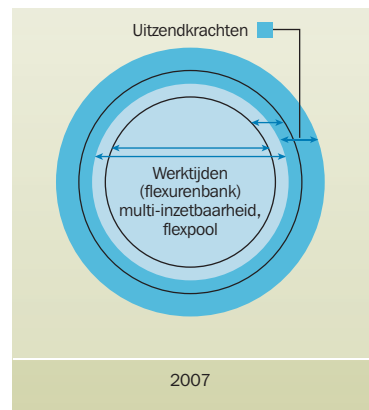 Uitzendkrachten
Werktijden
(flexurenbank)
multi-inzetbaarheid,
flexpool
2007